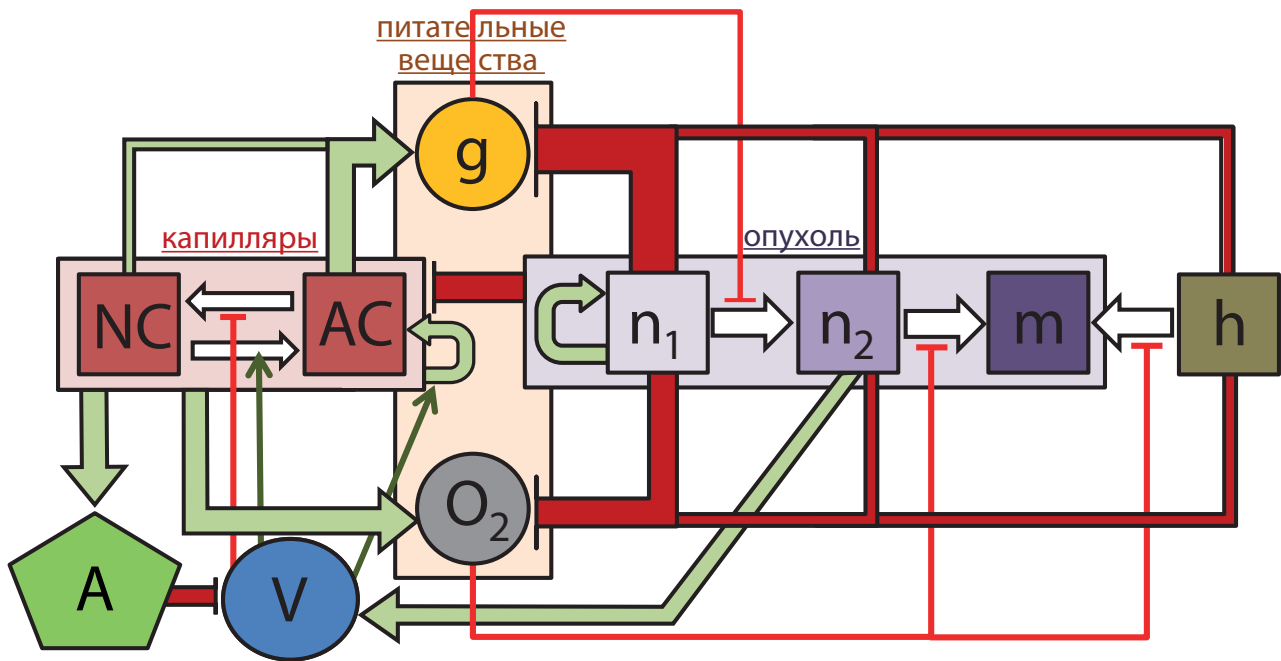 питательные
вещества
g
капилляры
опухоль
NC
AC
n₁
n₂
m
h
O₂
A
V